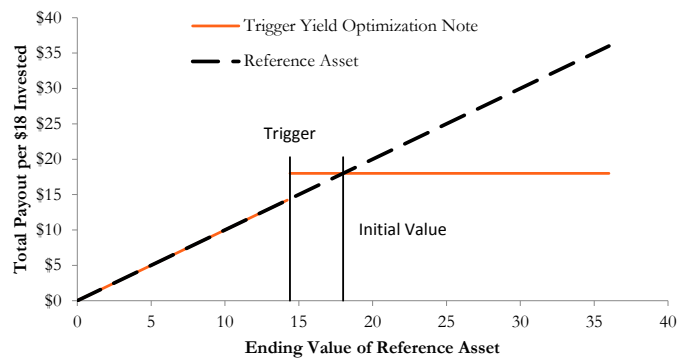 $40
$35
$30
$25
$20
$15
$10
$5
$0
Total Payout per $18 Invested
Trigger Yield Optimization Note
Reference Asset
Trigger
Initial Value
0 5 10 15 20 25 30 35 40
Ending Value of Reference Asset